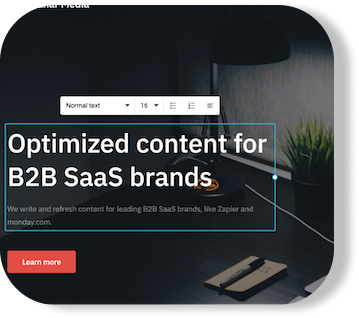 Media
Normal text 16
Optimized content for
B2B SaaS brands
We write and refresh content for leading B2B SaaS brands, like Zapier and
monday.com.
Learn more